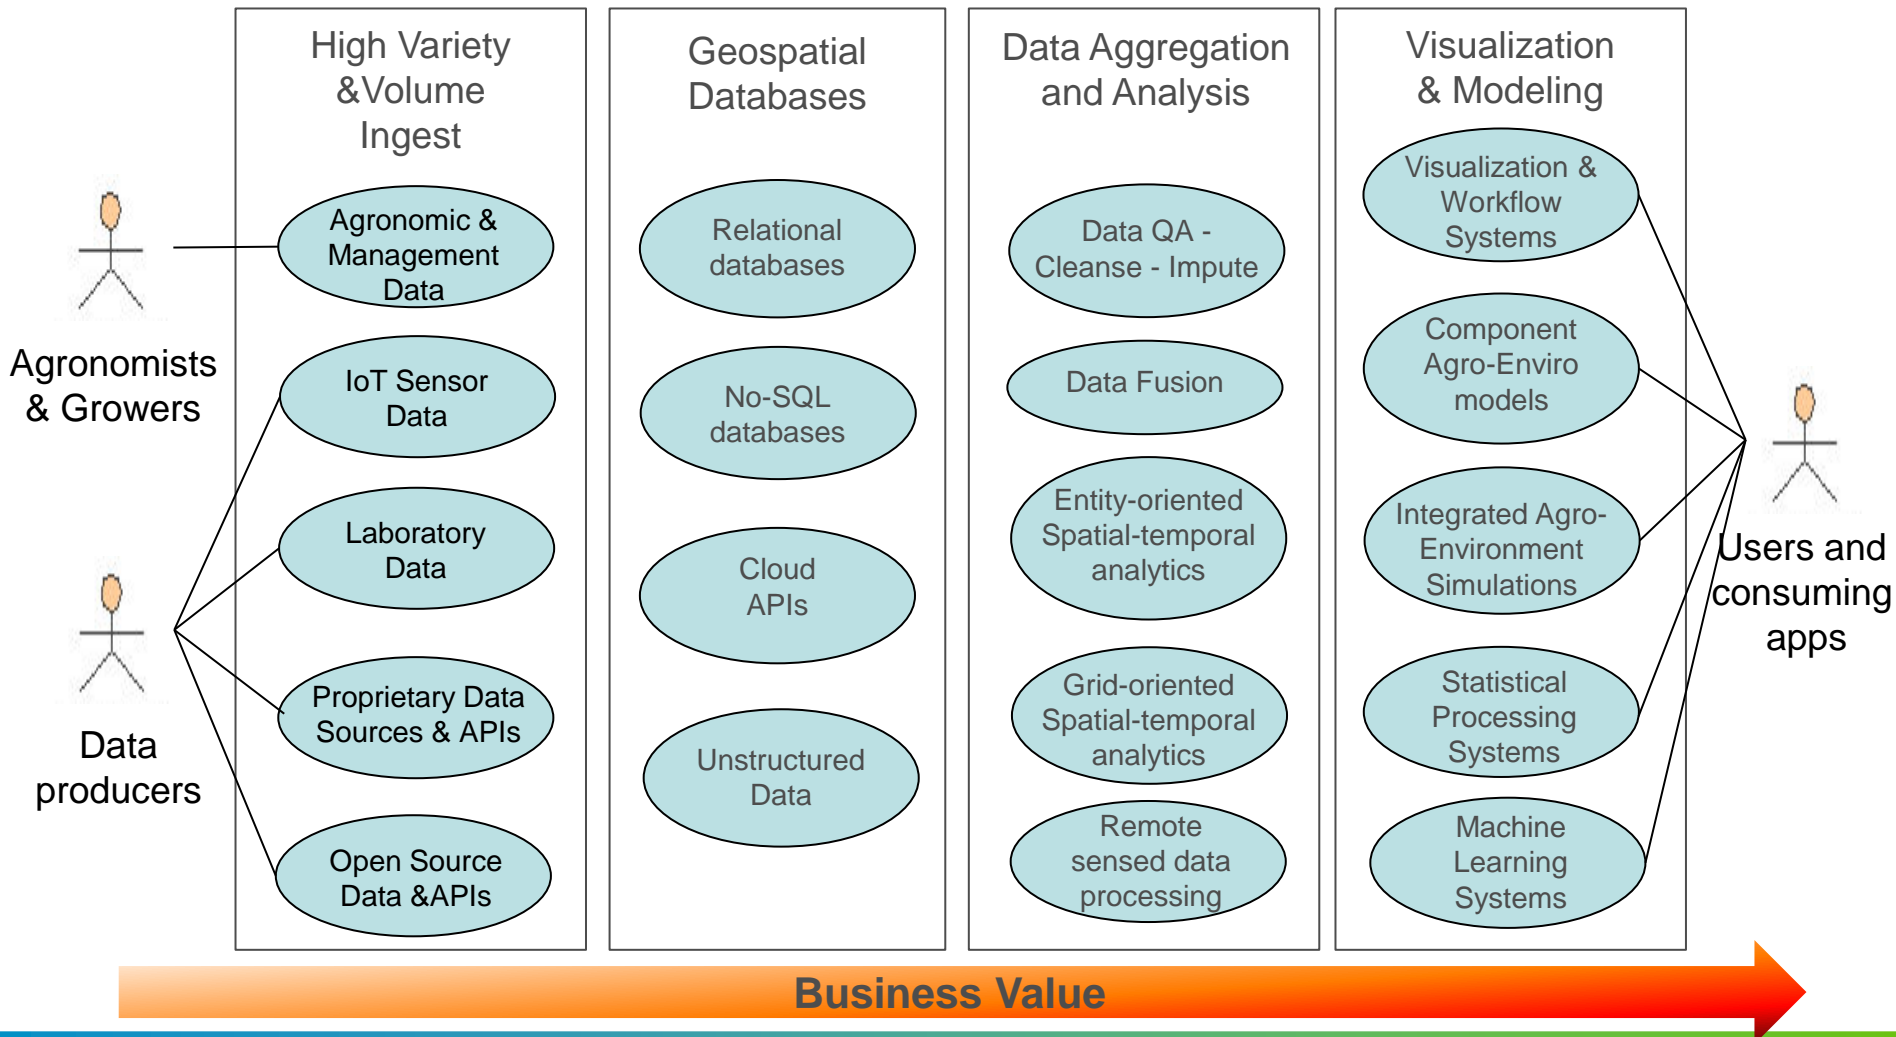 High Variety
&Volume
Ingest
Geospatial
Databases
Data Aggregation
and Analysis
Visualization
& Modeling
Agronomists
& Growers
Data
producers
Agronomic &
Management
Data
IoT Sensor
Data
Laboratory
Data
Proprietary Data
Sources & APIs
Open Source
Data &APIs
Relational
databases
No-SQL
databases
Cloud
APIs
Unstructured
Data
Data QA -
Cleanse - Impute
Data Fusion
Entity-oriented
Spatial-temporal
analytics
Grid-oriented
Spatial-temporal
analytics
Remote
sensed data
processing
Visualization &
Workflow
Systems
Component
Agro-Enviro
models
Integrated Agro-
Environment
Simulations
Statistical
Processing
Systems
Machine
Learning
Systems
Users and
consuming
apps
Business Value